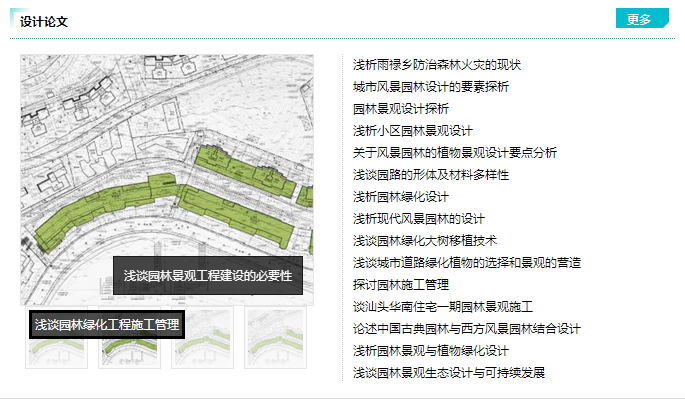 设计论文
更多
浅谈园林景观工程建设的必要性
浅谈园林绿化工程施工管理
浅析雨禄乡防治森林火灾的现状
城市风景园林设计的要素探析
园林景观设计探析
浅析小区园林景观设计
关于风景园林的植物景观设计要点分析
浅谈园路的形体及材料多样性
浅析园林绿化设计
浅析现代风景园林的设计
浅谈园林绿化大树移植技术
浅谈城市道路绿化植物的选择和景观的营造
探讨园林施工管理
谈汕头华南住宅一期园林景观施工
论述中国古典园林与西方风景园林结合设计
浅析园林景观与植物绿化设计
浅谈园林景观生态设计与可持续发展